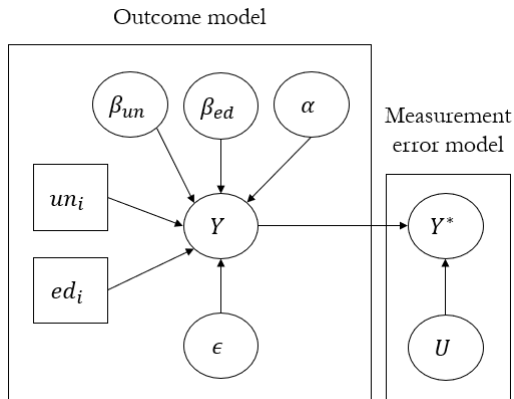 Outcome model
β_un
β_ed
α
Measurement
error model
un_i
Y
Y*
ed_i
ϵ
U